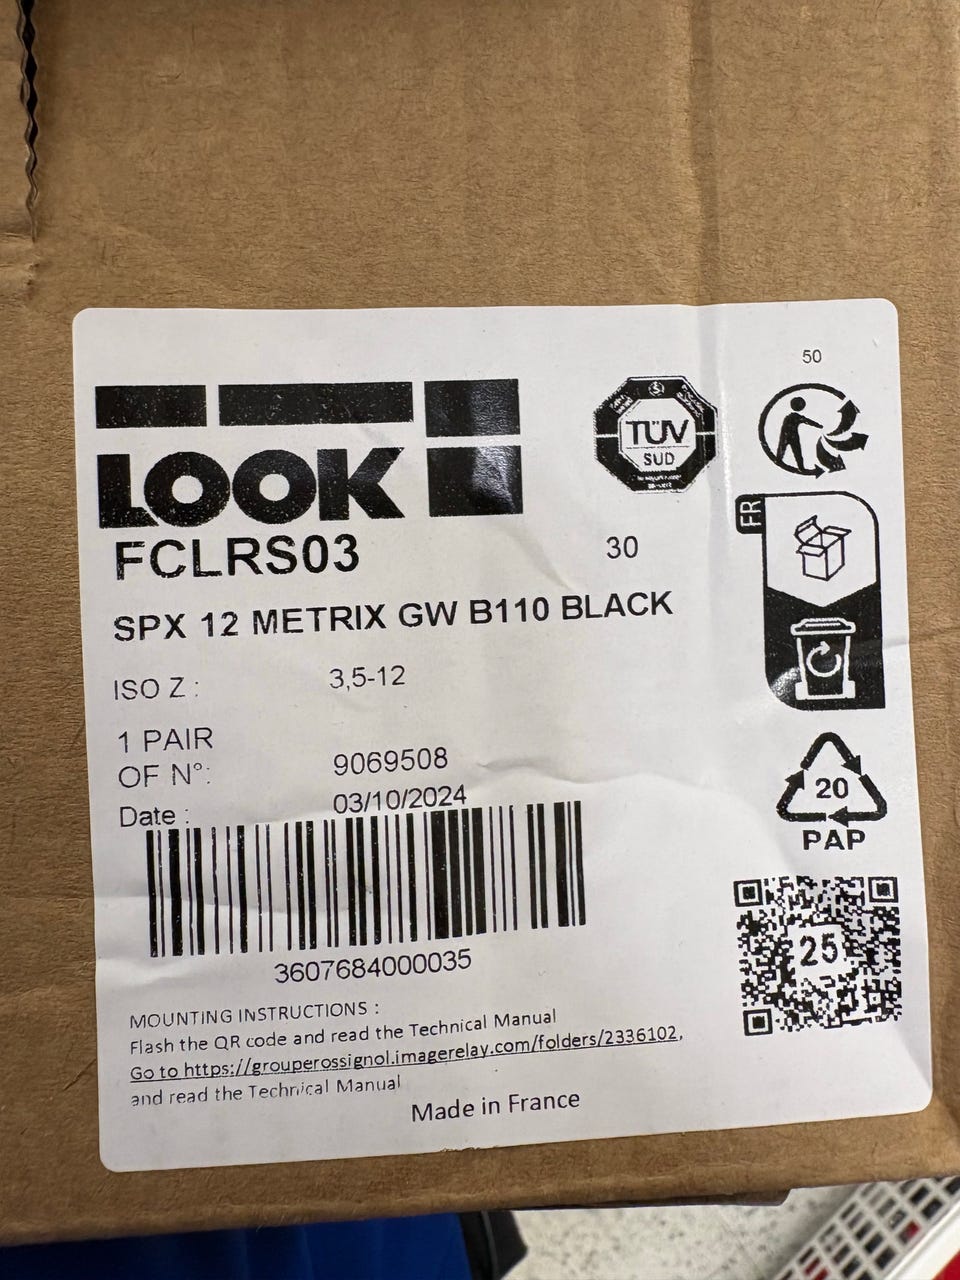 50
LOOK
TÜV
SUD
FR
FCLRS03
30
SPX 12 METRIX GW B110 BLACK
ISO Z : 3,5-12
1 PAIR
OF N°: 9069508
Date : 03/10/2024
20
PAP
3607684000035
25
MOUNTING INSTRUCTIONS :
Flash the QR code and read the Technical Manual
Go to https://grouperossignol.imagerelay.com/folders/2336102,
and read the Technical Manual
Made in France